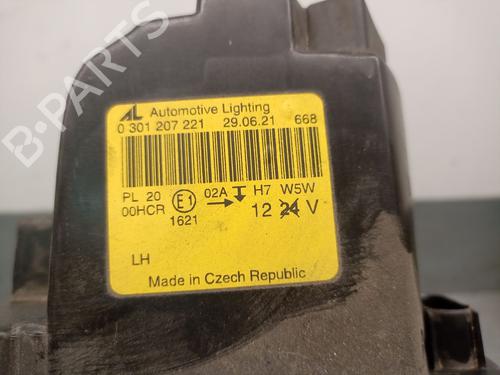 AL Automotive Lighting
0 301 207 221 29.06.21 668
PL 20 02A H7 W5W
00HCR E1 → 12 24 V
1621
LH
Made in Czech Republic
B-PARTS